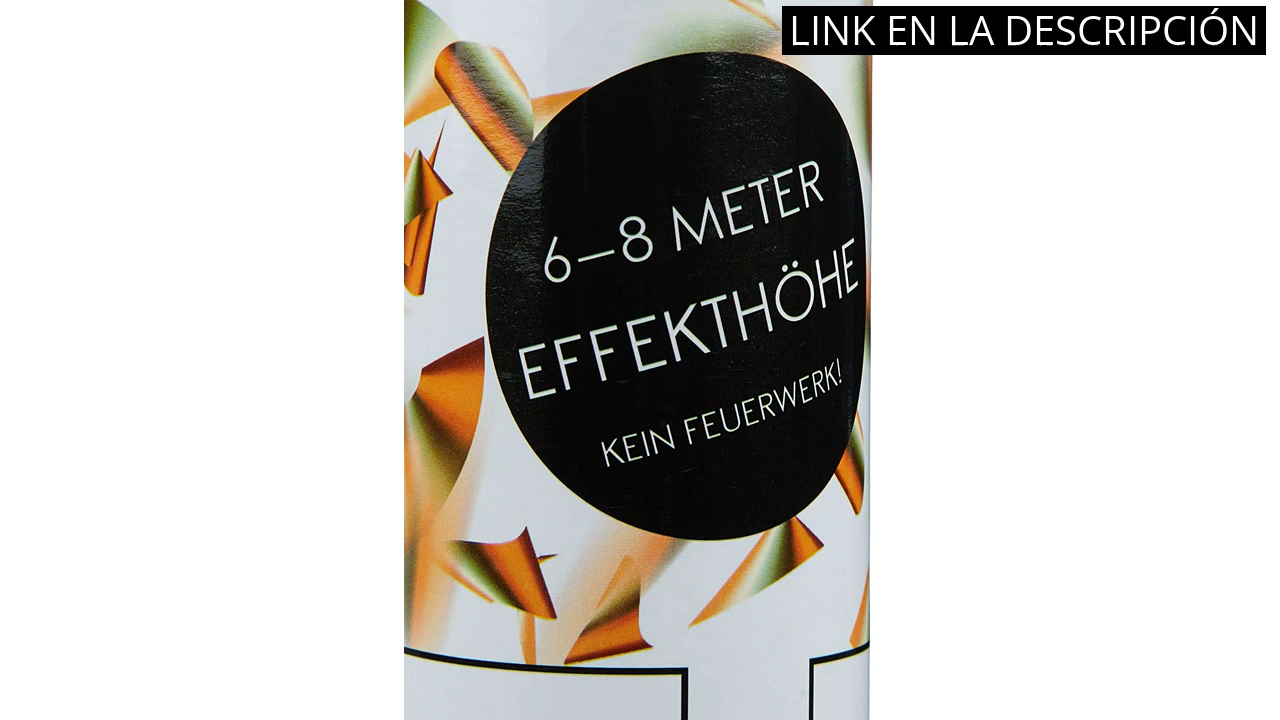 LINK EN LA DESCRIPCIÓN
6–8 METER
EFFEKTHÖHE
KEIN FEUERWERK!